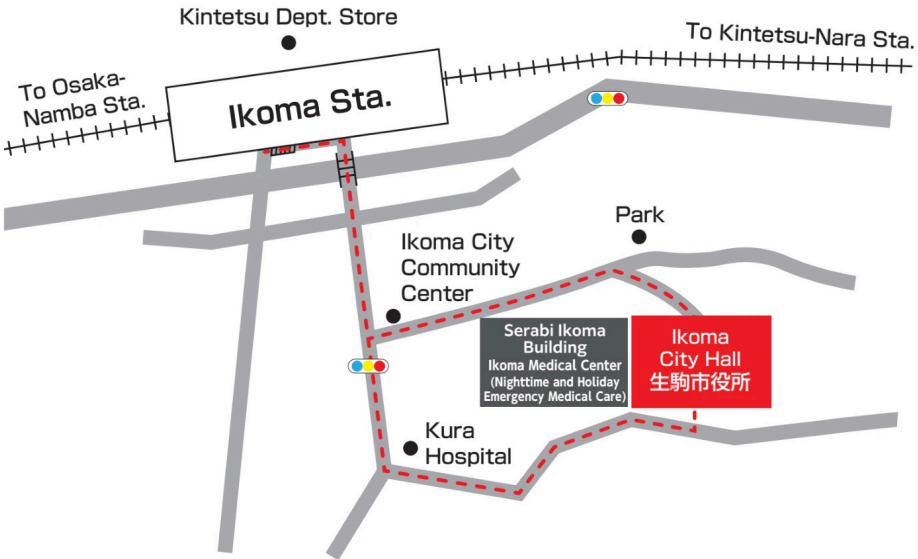 Kintetsu Dept. Store
To Kintetsu-Nara Sta.
To Osaka-
Namba Sta.
Ikoma Sta.
Park
Ikoma City
Community
Center
Serabi Ikoma
Building
Ikoma Medical Center
(Nighttime and Holiday
Emergency Medical Care)
Ikoma
City Hall
生駒市役所
Kura
Hospital